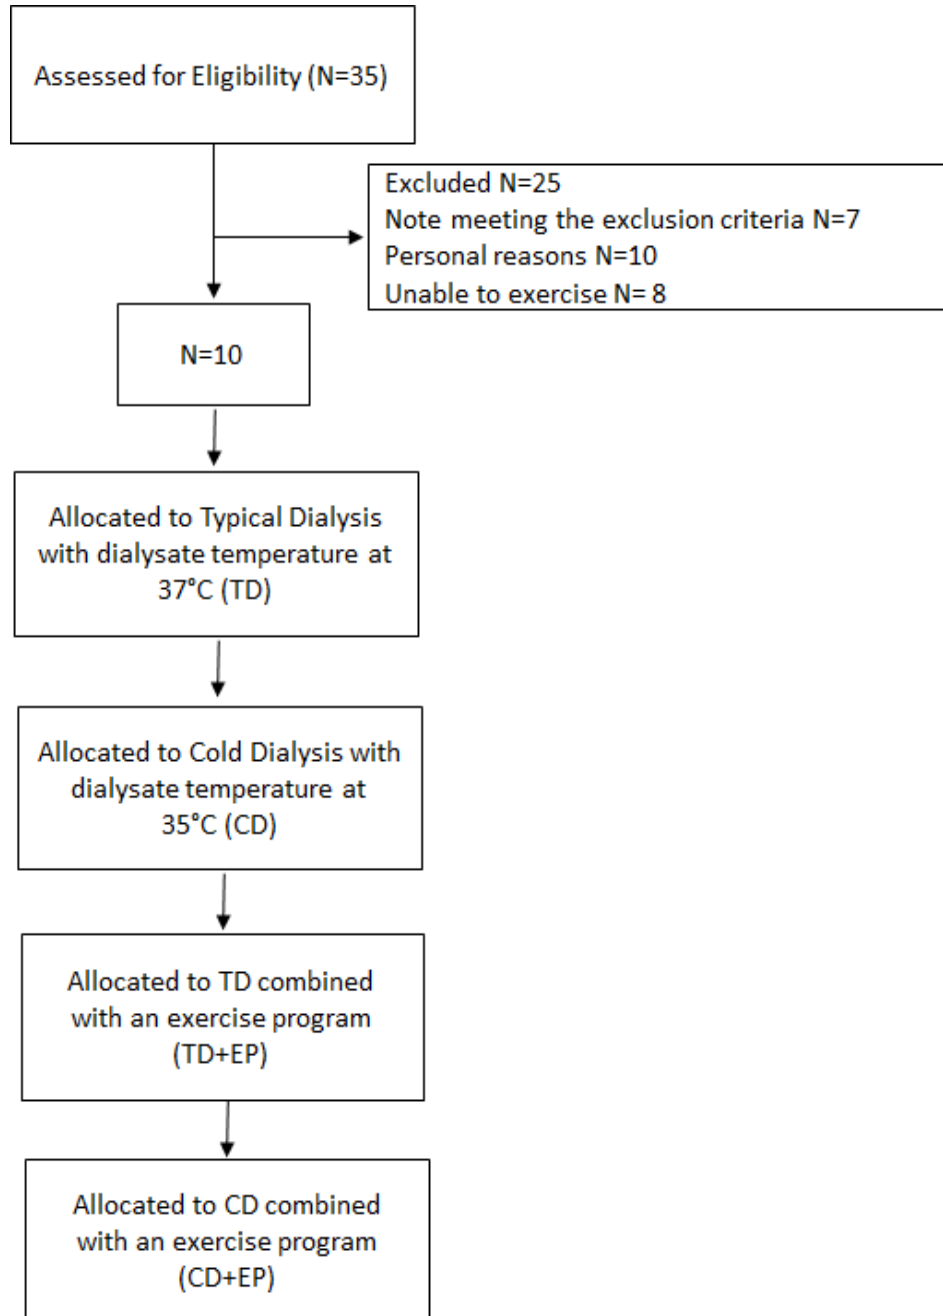 Assessed for Eligibility (N=35)
Excluded N=25
Note meeting the exclusion criteria N=7
Personal reasons N=10
Unable to exercise N= 8
N=10
Allocated to Typical Dialysis
with dialysate temperature at
37°C (TD)
Allocated to Cold Dialysis with
dialysate temperature at
35°C (CD)
Allocated to TD combined
with an exercise program
(TD+EP)
Allocated to CD combined
with an exercise program
(CD+EP)